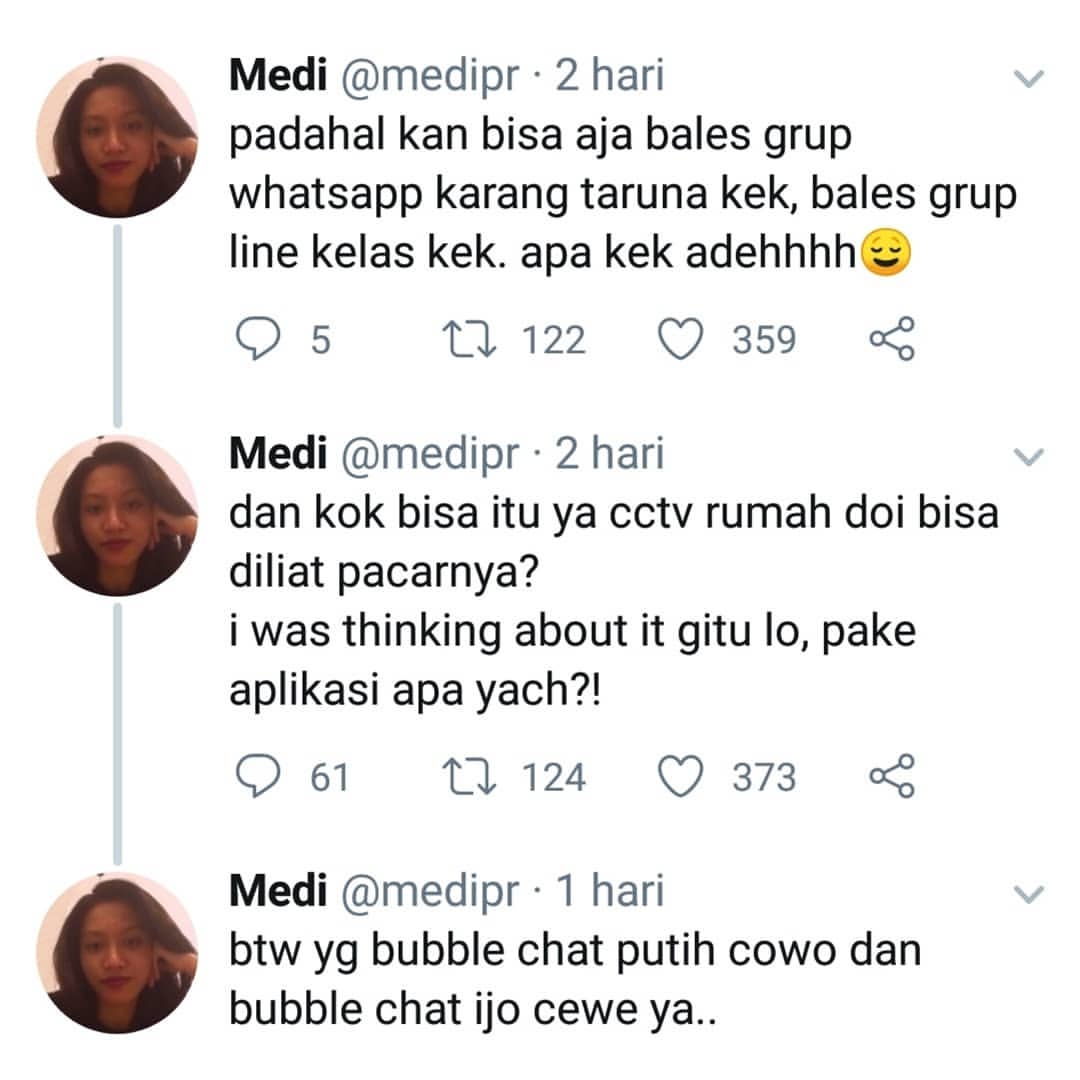 Medi @medipr · 2 hari
padahal kan bisa aja bales grup
whatsapp karang taruna kek, bales grup
line kelas kek. apa kek adehhhh😌
5 122 359
Medi @medipr · 2 hari
dan kok bisa itu ya cctv rumah doi bisa
diliat pacarnya?
i was thinking about it gitu lo, pake
aplikasi apa yach?!
61 124 373
Medi @medipr · 1 hari
btw yg bubble chat putih cowo dan
bubble chat ijo cewe ya..